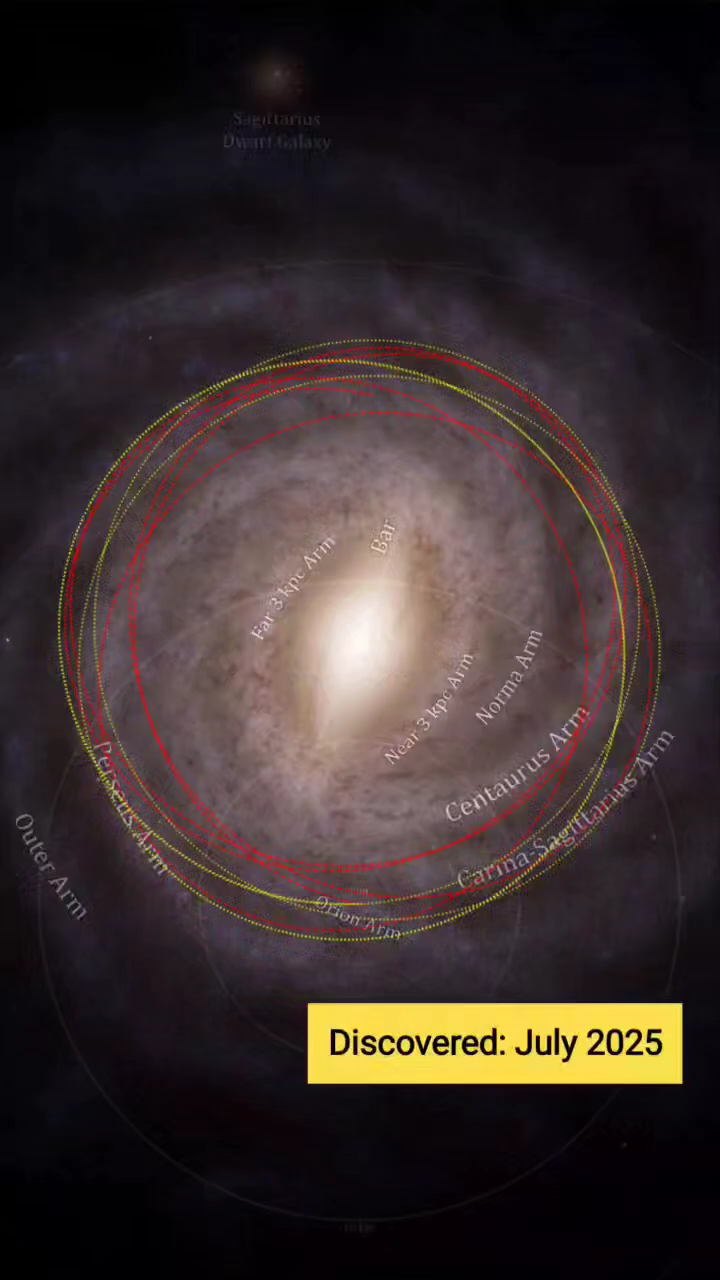 Sagittarius
Dwarf Galaxy
Bar
Far 3 kpc Arm
Norma Arm
Near 3 kpc Arm
Centaurus Arm
Carina-Sagittarius Arm
Perseus Arm
Outer Arm
Orion Arm
Discovered: July 2025